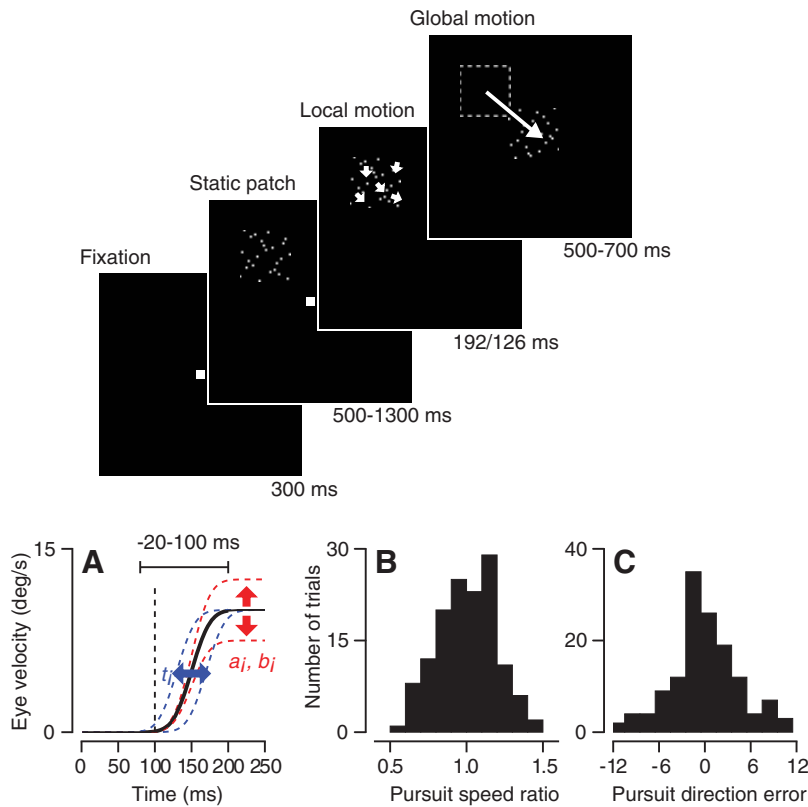 Global motion
Local motion
Static patch
Fixation
500-700 ms
192/126 ms
500-1300 ms
300 ms
A
-20-100 ms
Eye velocity (deg/s)
15
0
ti
ai, bi
0 50 100 150 200 250
Time (ms)
B
Number of trials
30
15
0
0.5 1.0 1.5
Pursuit speed ratio
C
40
20
0
-12 -6 0 6 12
Pursuit direction error